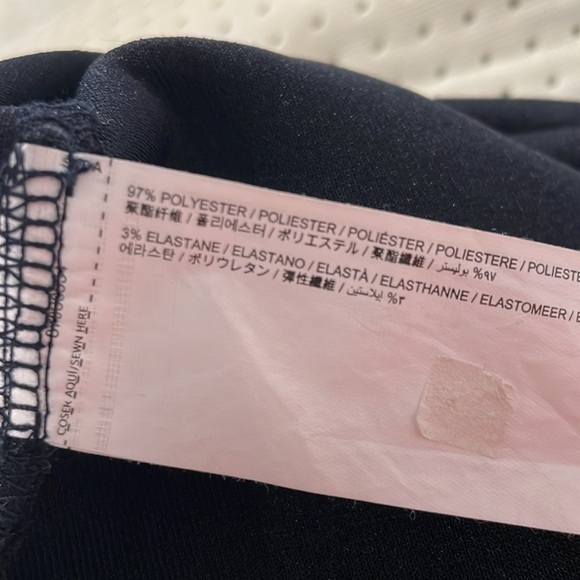 97% POLYESTER / POLIESTER / POLIÉSTER / POLIESTERE / POLIESTE
聚酯纤维 / 폴리에스터 / ポリエステル / 聚酯纖維 / بوليستر %٩٧
3% ELASTANE / ELASTANO / ELASTÀ / ELASTHANNE / ELASTOMEER / E
에라스탄 / ポリウレタン / 彈性纖維 / ايلاستين %٣
COSER AQUÍ/SEWN HERE